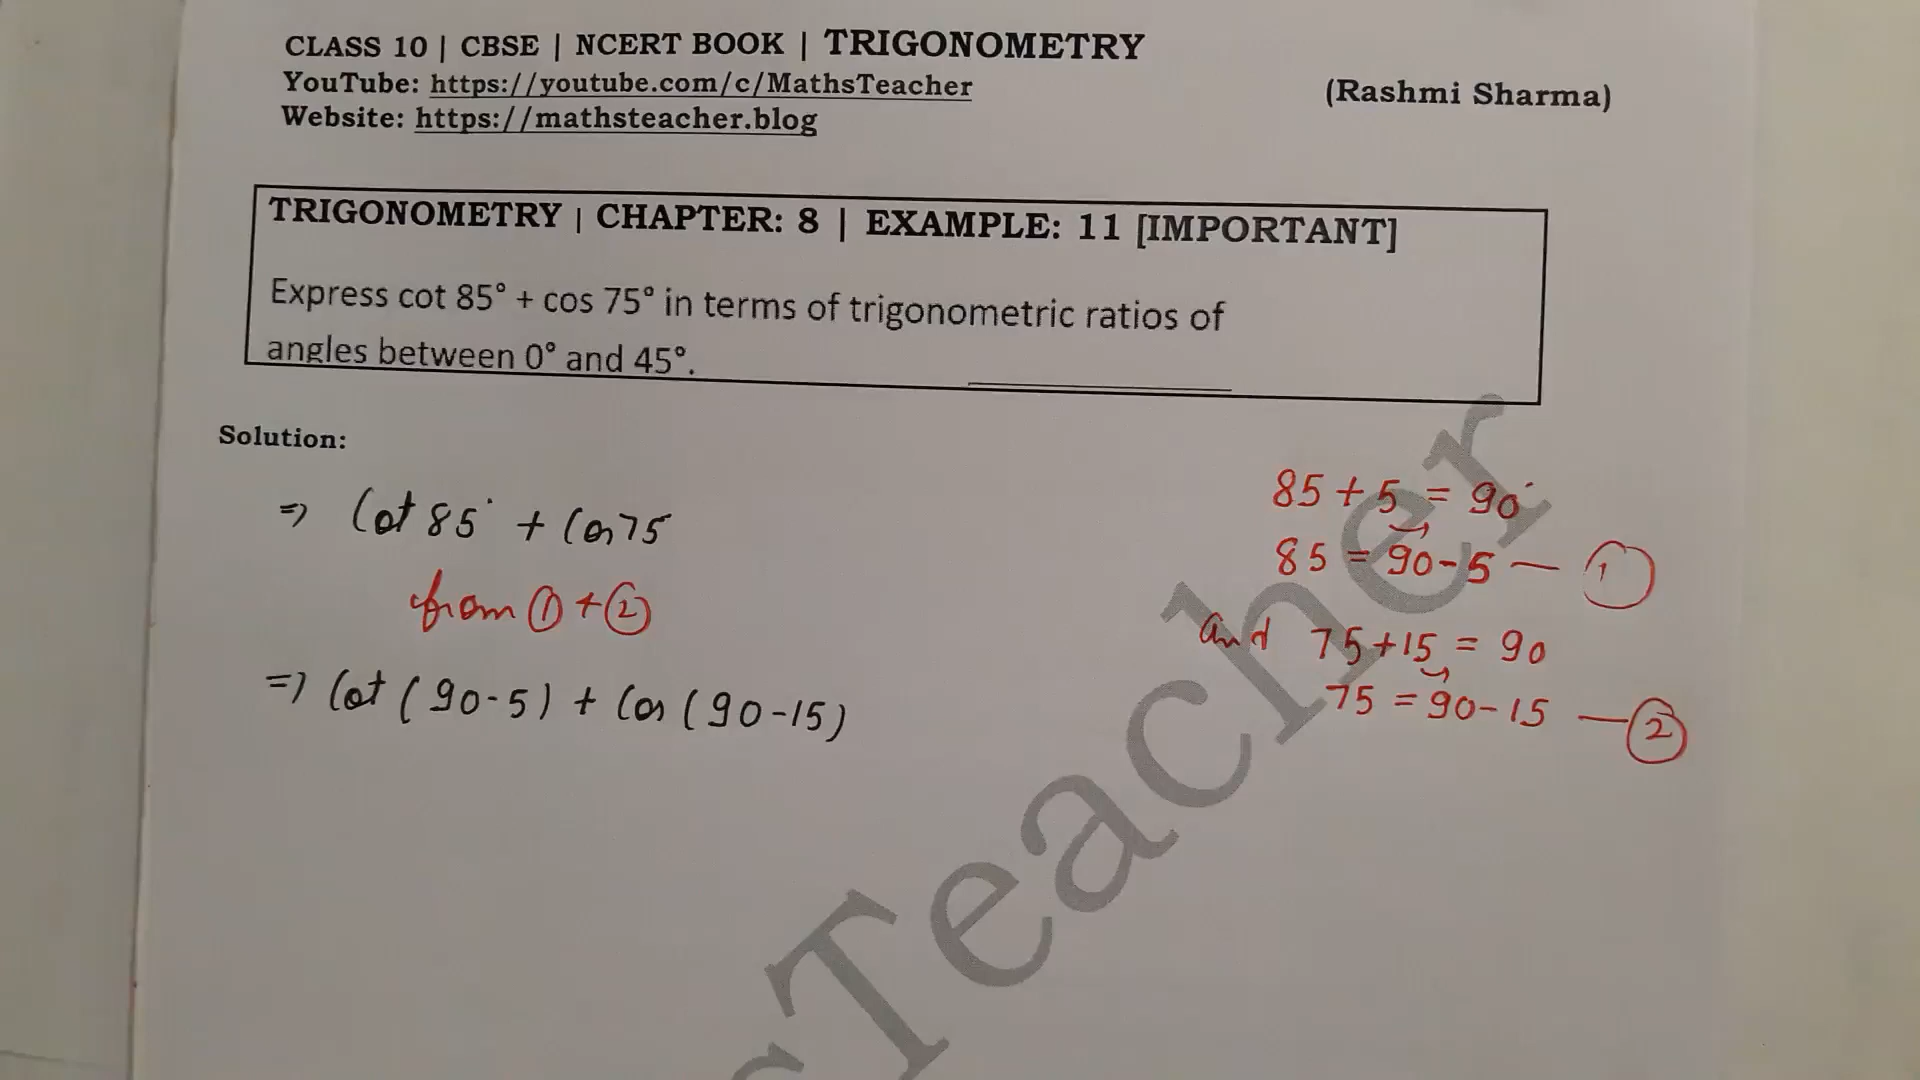 CLASS 10 | CBSE | NCERT BOOK | TRIGONOMETRY
YouTube: https://youtube.com/c/MathsTeacher
(Rashmi Sharma)
Website: https://mathsteacher.blog
TRIGONOMETRY | CHAPTER: 8 | EXAMPLE: 11 [IMPORTANT]
Express cot 85° + cos 75° in terms of trigonometric ratios of
angles between 0° and 45°.
Solution:
⇒ Cot 85° + Cos 75
from ① + ②
⇒ Cot (90-5) + Cos (90-15)
85 + 5 = 90°
85 = 90-5 — ①
and 75+15 = 90
75 = 90-15 — ②
sTeacher